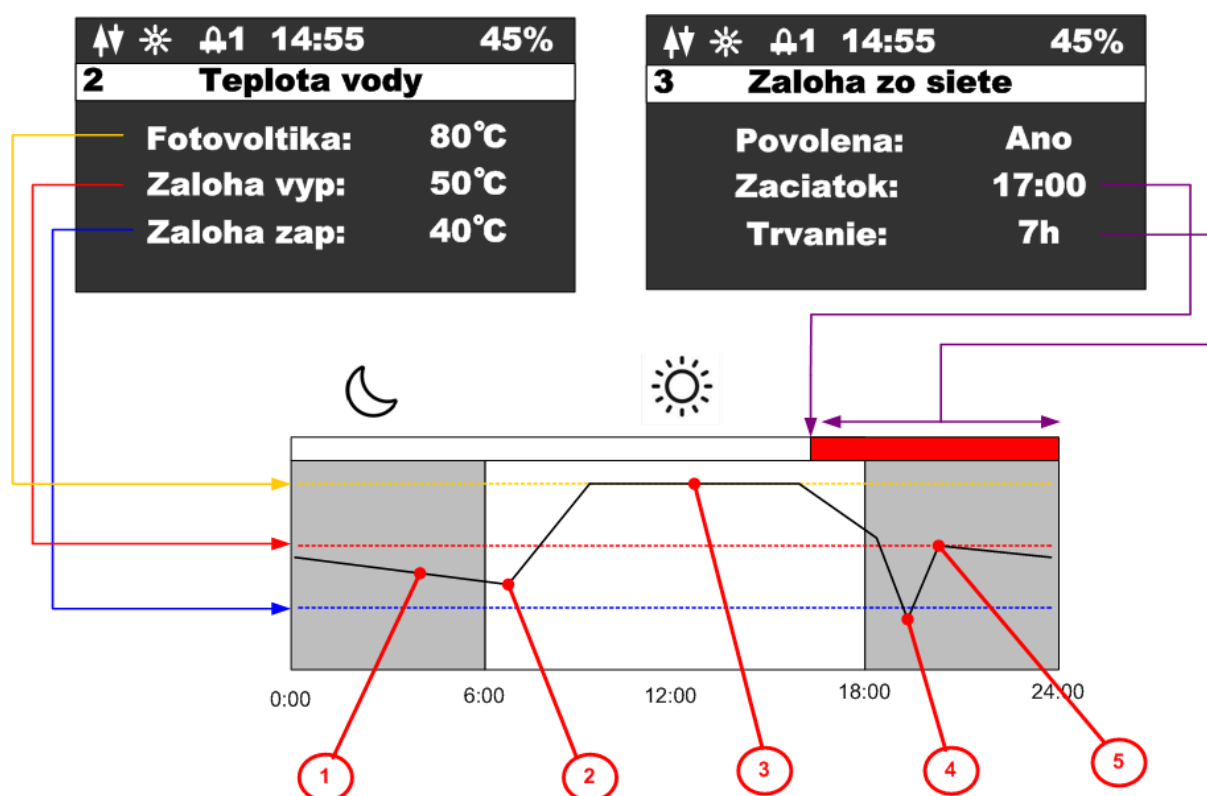 1 14:55 45%
2 Teplota vody
Fotovoltika: 80°C
Zaloha vyp: 50°C
Zaloha zap: 40°C
1 14:55 45%
3 Zaloha zo siete
Povolena: Ano
Zaciatok: 17:00
Trvanie: 7h
0:00 6:00 12:00 18:00 24:00
1 2 3 4 5